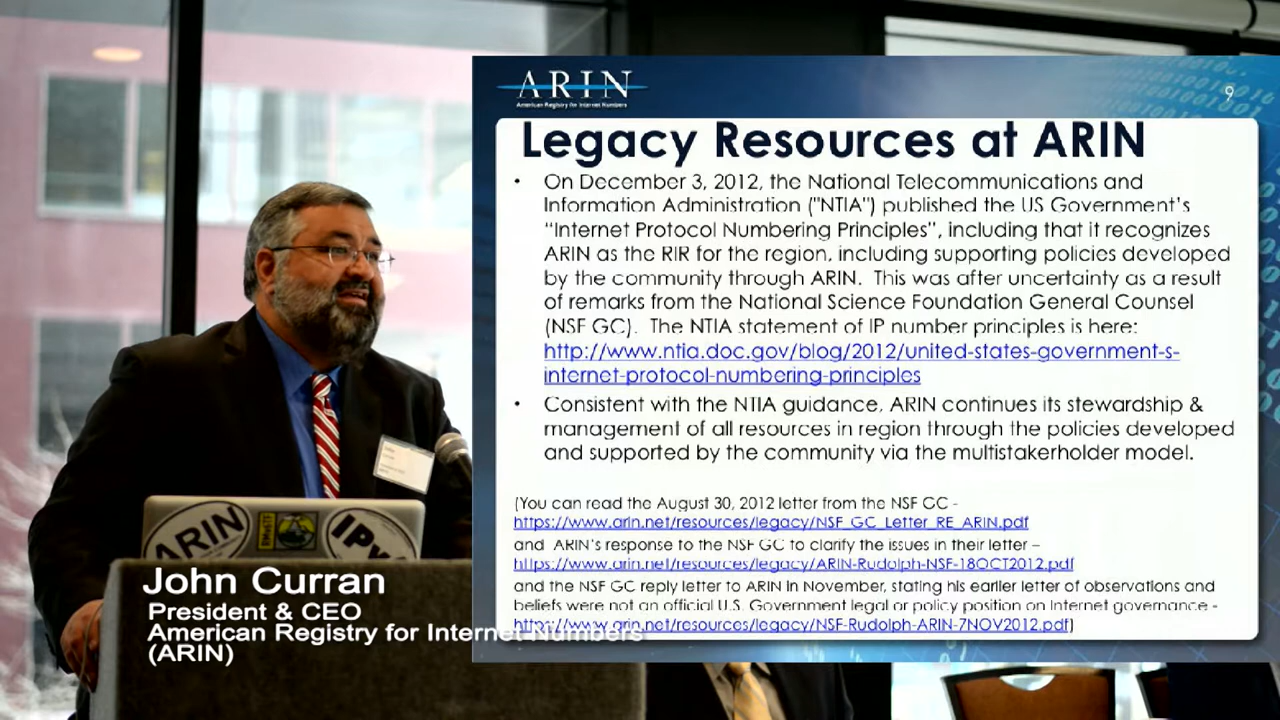 ARIN
American Registry for Internet Numbers
9
Legacy Resources at ARIN
• On December 3, 2012, the National Telecommunications and
Information Administration ("NTIA") published the US Government's
"Internet Protocol Numbering Principles", including that it recognizes
ARIN as the RIR for the region, including supporting policies developed
by the community through ARIN. This was after uncertainty as a result
of remarks from the National Science Foundation General Counsel
(NSF GC). The NTIA statement of IP number principles is here:
http://www.ntia.doc.gov/blog/2012/united-states-government-s-
internet-protocol-numbering-principles
• Consistent with the NTIA guidance, ARIN continues its stewardship &
management of all resources in region through the policies developed
and supported by the community via the multistakerholder model.
(You can read the August 30, 2012 letter from the NSF GC -
https://www.arin.net/resources/legacy/NSF_GC_Letter_RE_ARIN.pdf
and ARIN's response to the NSF GC to clarify the issues in their letter –
https://www.arin.net/resources/legacy/ARIN-Rudolph-NSF-18OCT2012.pdf
and the NSF GC reply letter to ARIN in November, stating his earlier letter of observations and
beliefs were not an official U.S. Government legal or policy position on Internet governance -
https://www.arin.net/resources/legacy/NSF-Rudolph-ARIN-7NOV2012.pdf)
ARIN
IPv
John Curran
President & CEO
American Registry for Internet Numbers
(ARIN)